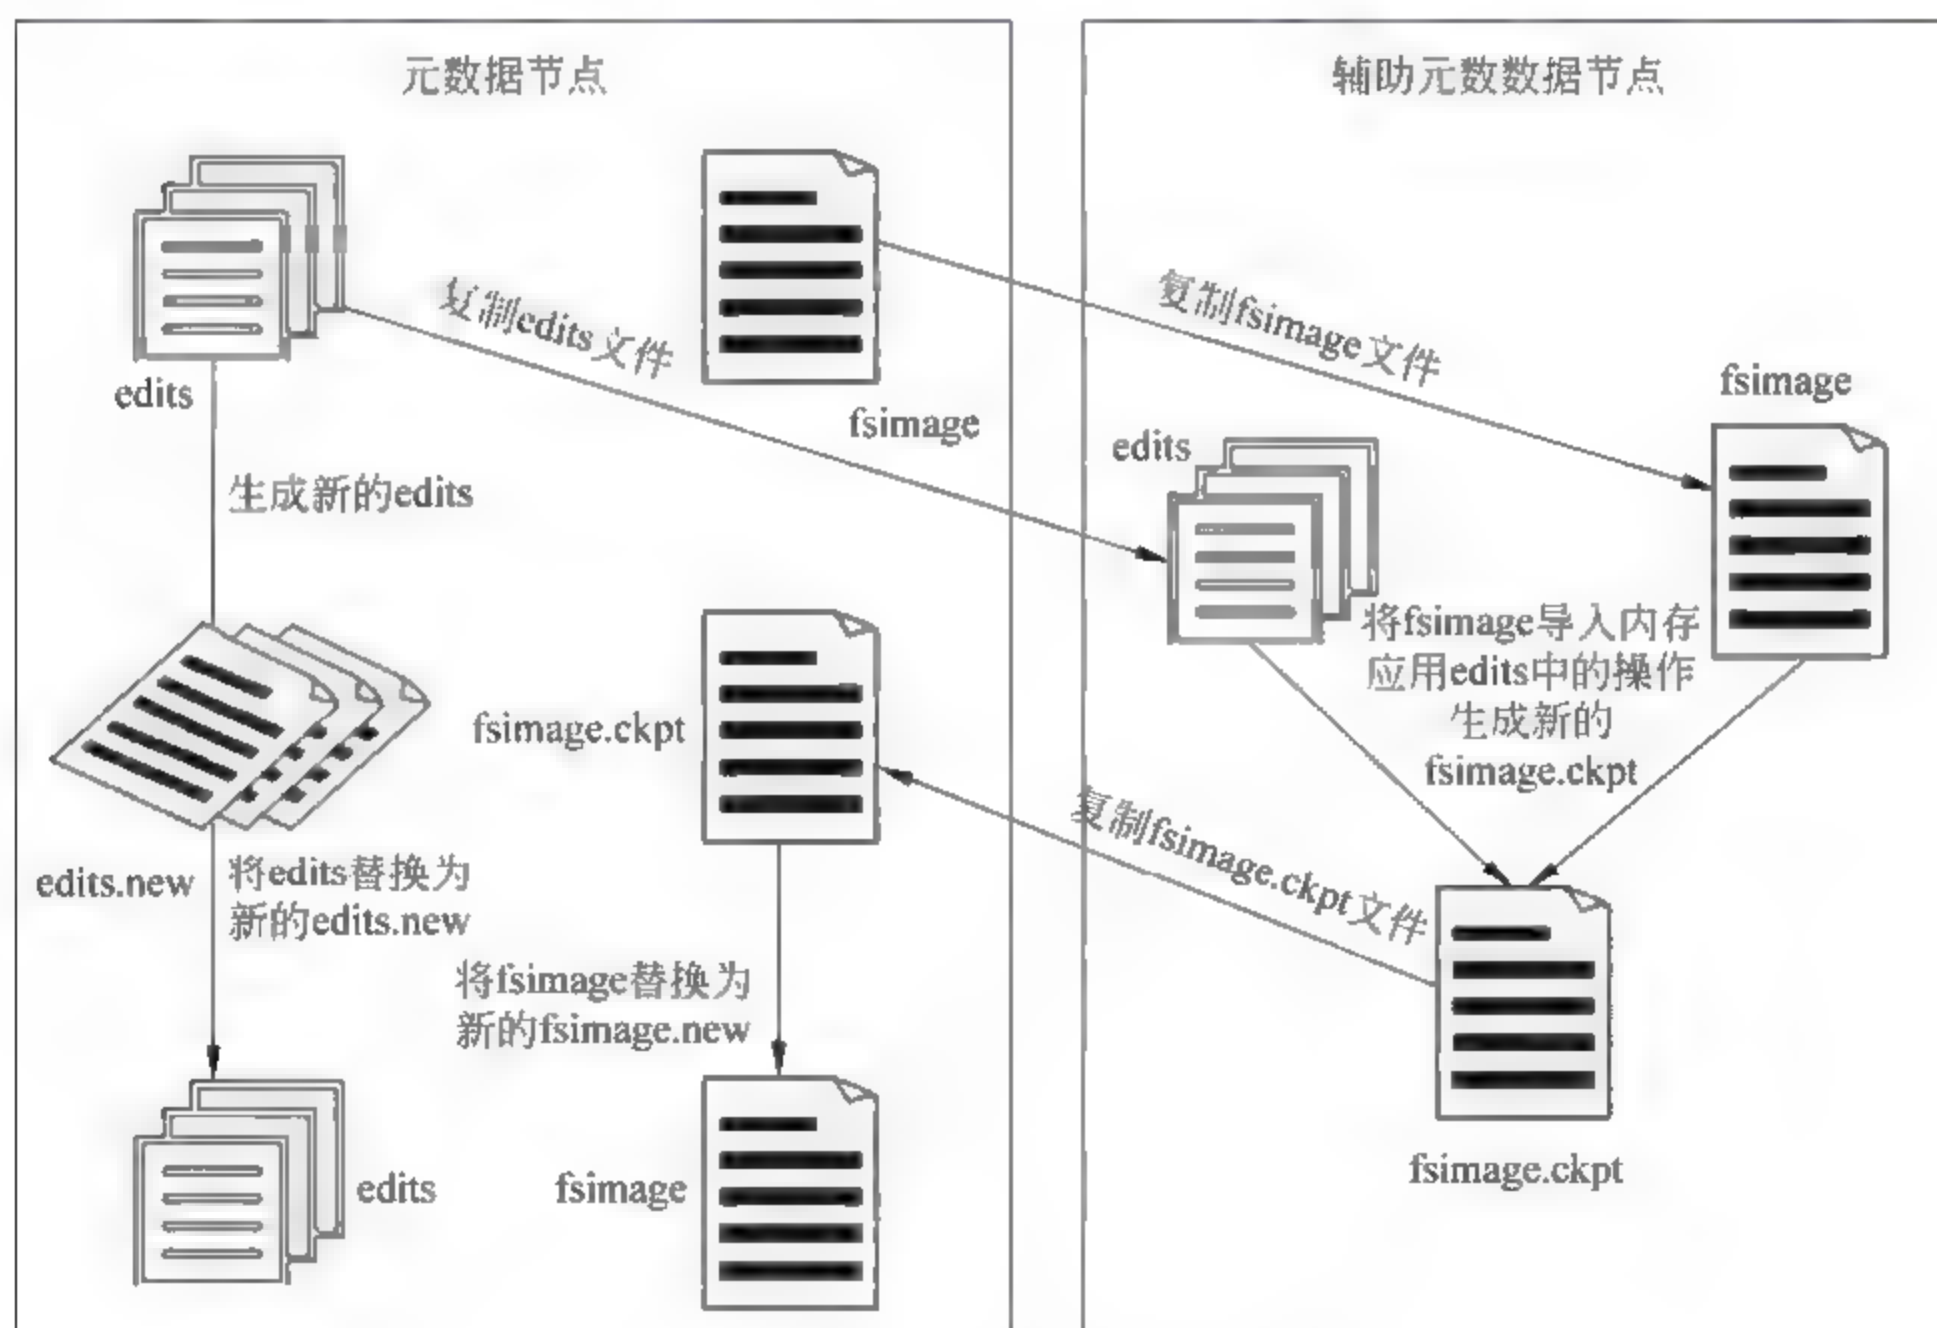 元数据节点
辅助元数数据节点
复制edits文件
复制fsimage文件
edits
fsimage
fsimage
edits
生成新的edits
将fsimage导入内存
应用edits中的操作
生成新的
fsimage.ckpt
fsimage.ckpt
复制fsimage.ckpt文件
edits.new
将edits替换为
新的edits.new
将fsimage替换为
新的fsimage.new
edits
fsimage
fsimage.ckpt